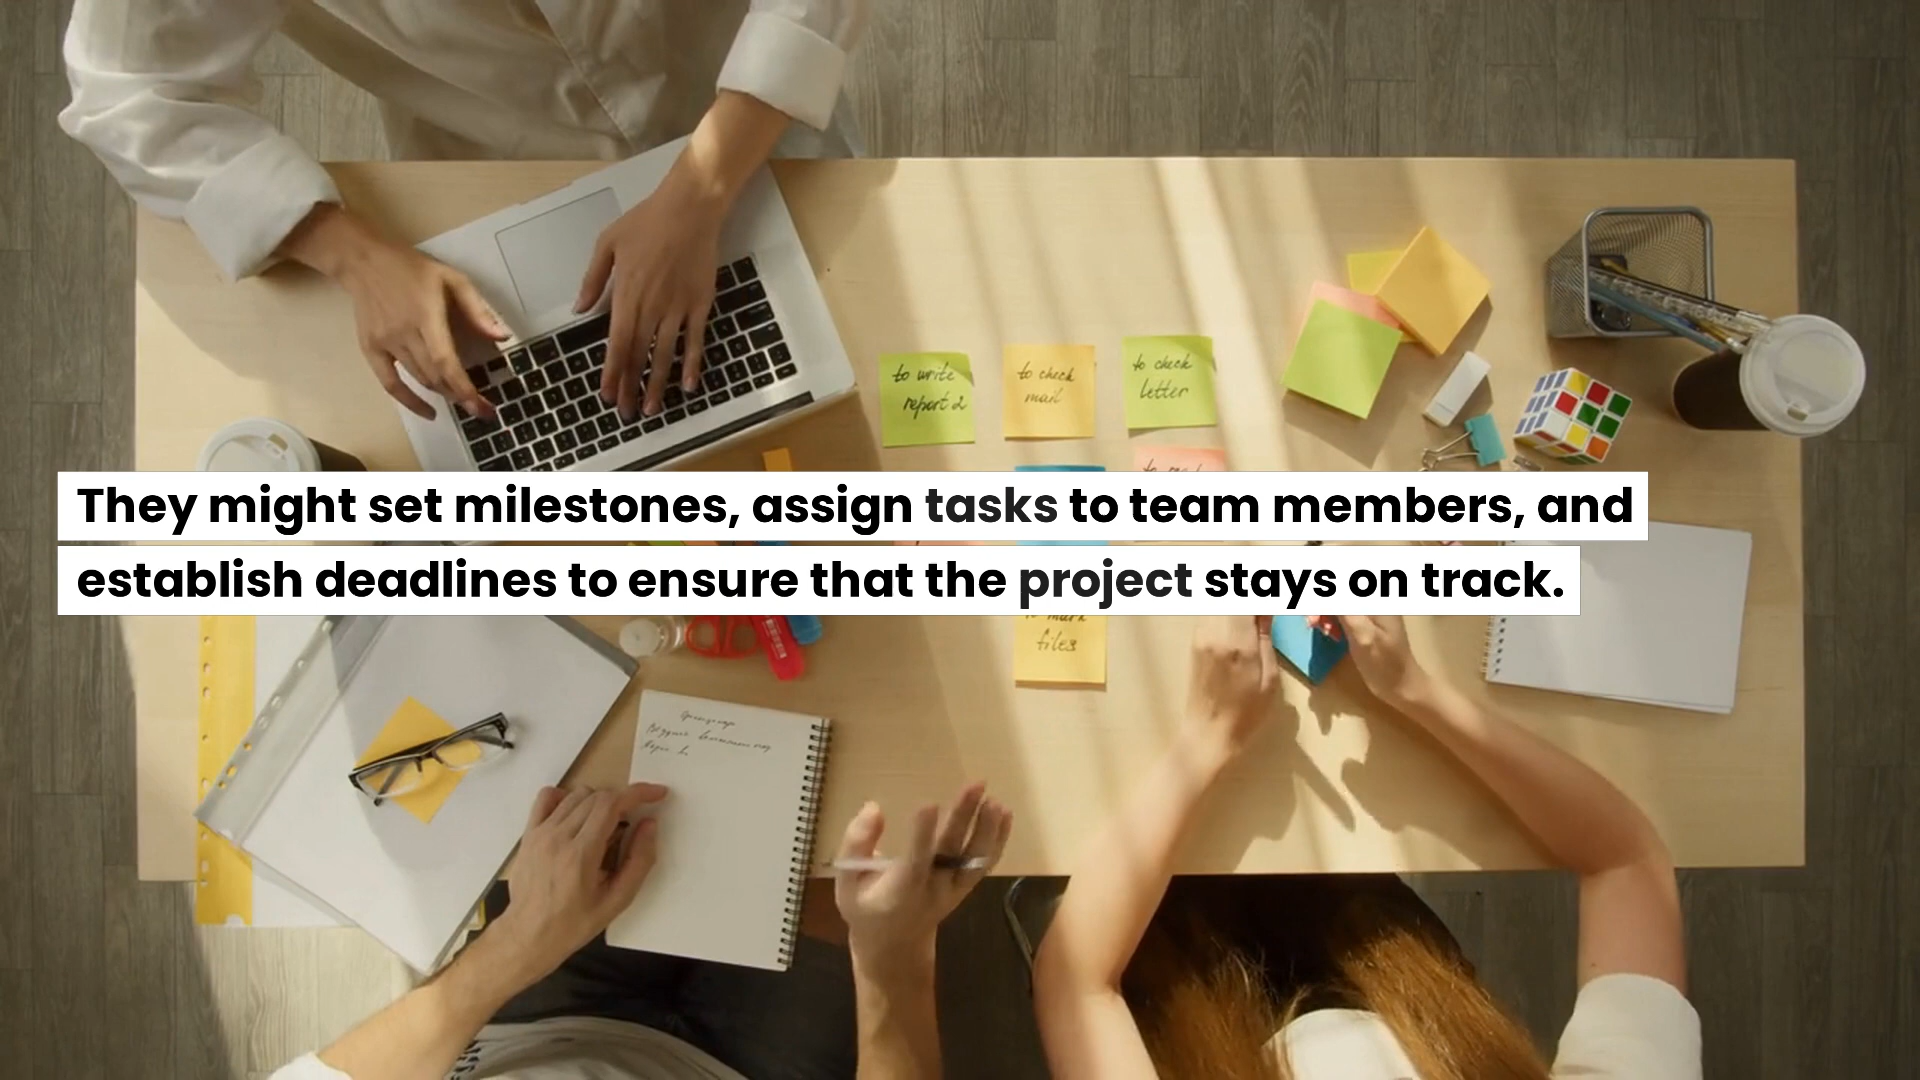 to write
report 2
to check
mail
to check
letter
They might set milestones, assign tasks to team members, and
establish deadlines to ensure that the project stays on track.
files